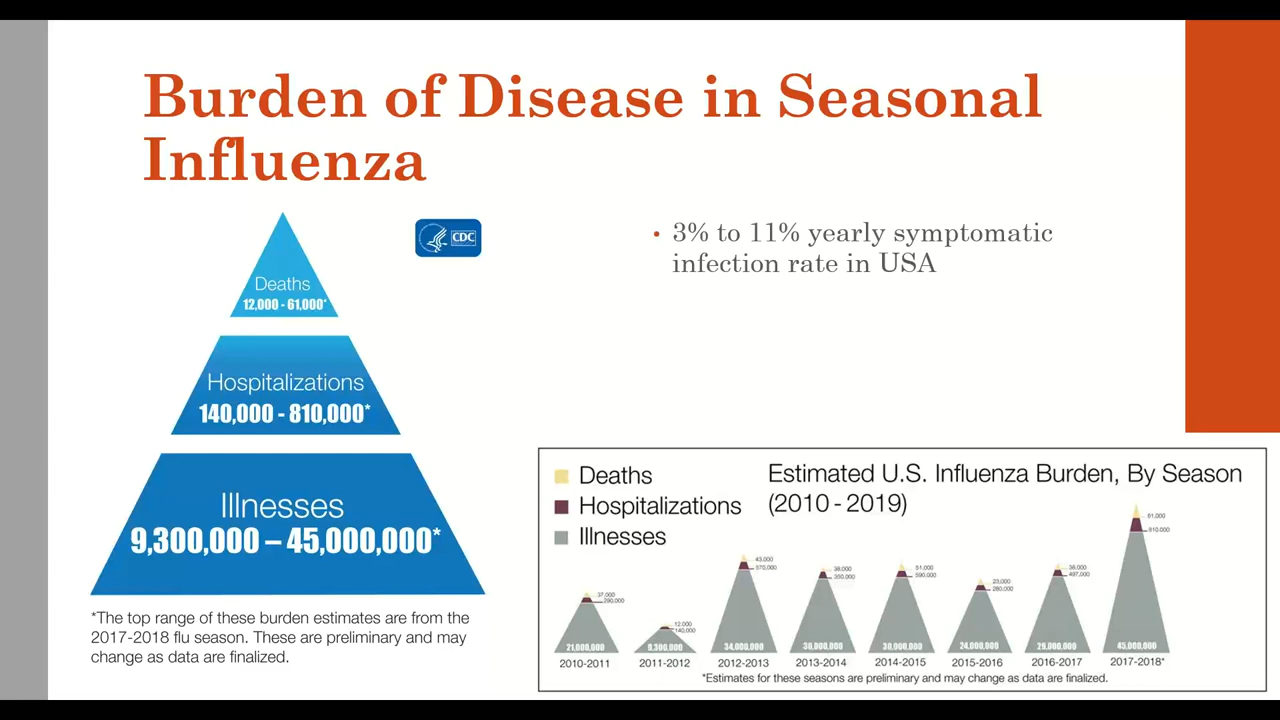 Burden of Disease in Seasonal
Influenza
CDC
Deaths
12,000 - 61,000*
Hospitalizations
140,000 - 810,000*
Illnesses
9,300,000 – 45,000,000*
*The top range of these burden estimates are from the
2017-2018 flu season. These are preliminary and may
change as data are finalized.
• 3% to 11% yearly symptomatic
infection rate in USA
Deaths
Hospitalizations
Illnesses
Estimated U.S. Influenza Burden, By Season
(2010 - 2019)
37,000
290,000
21,000,000
2010-2011
12,000
140,000
9,300,000
2011-2012
43,000
570,000
34,000,000
2012-2013
38,000
350,000
30,000,000
2013-2014
51,000
590,000
30,000,000
2014-2015
23,000
280,000
24,000,000
2015-2016
38,000
497,000
29,000,000
2016-2017
61,000
810,000
45,000,000
2017-2018*
*Estimates for these seasons are preliminary and may change as data are finalized.